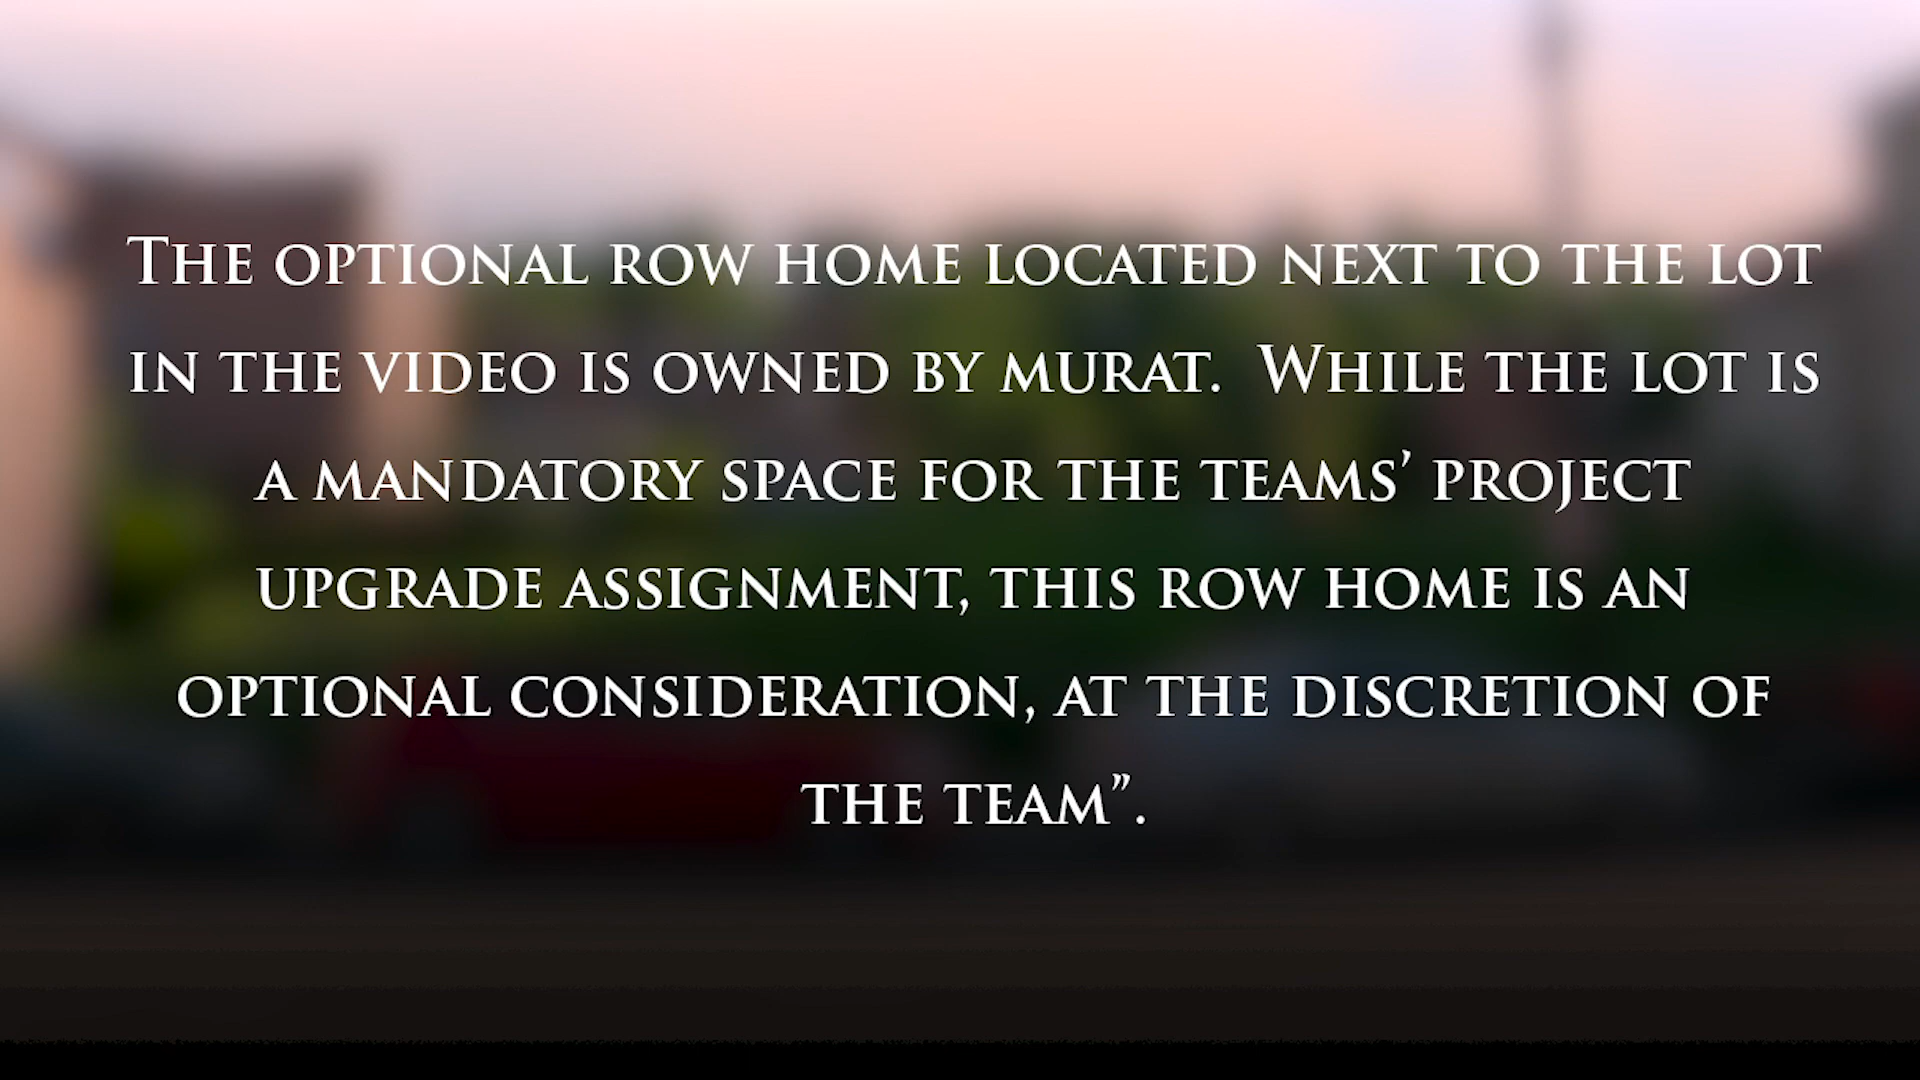 The optional row home located next to the lot
in the video is owned by murat.  While the lot is
a mandatory space for the teams’ project
upgrade assignment, this row home is an
optional consideration, at the discretion of
the team”.